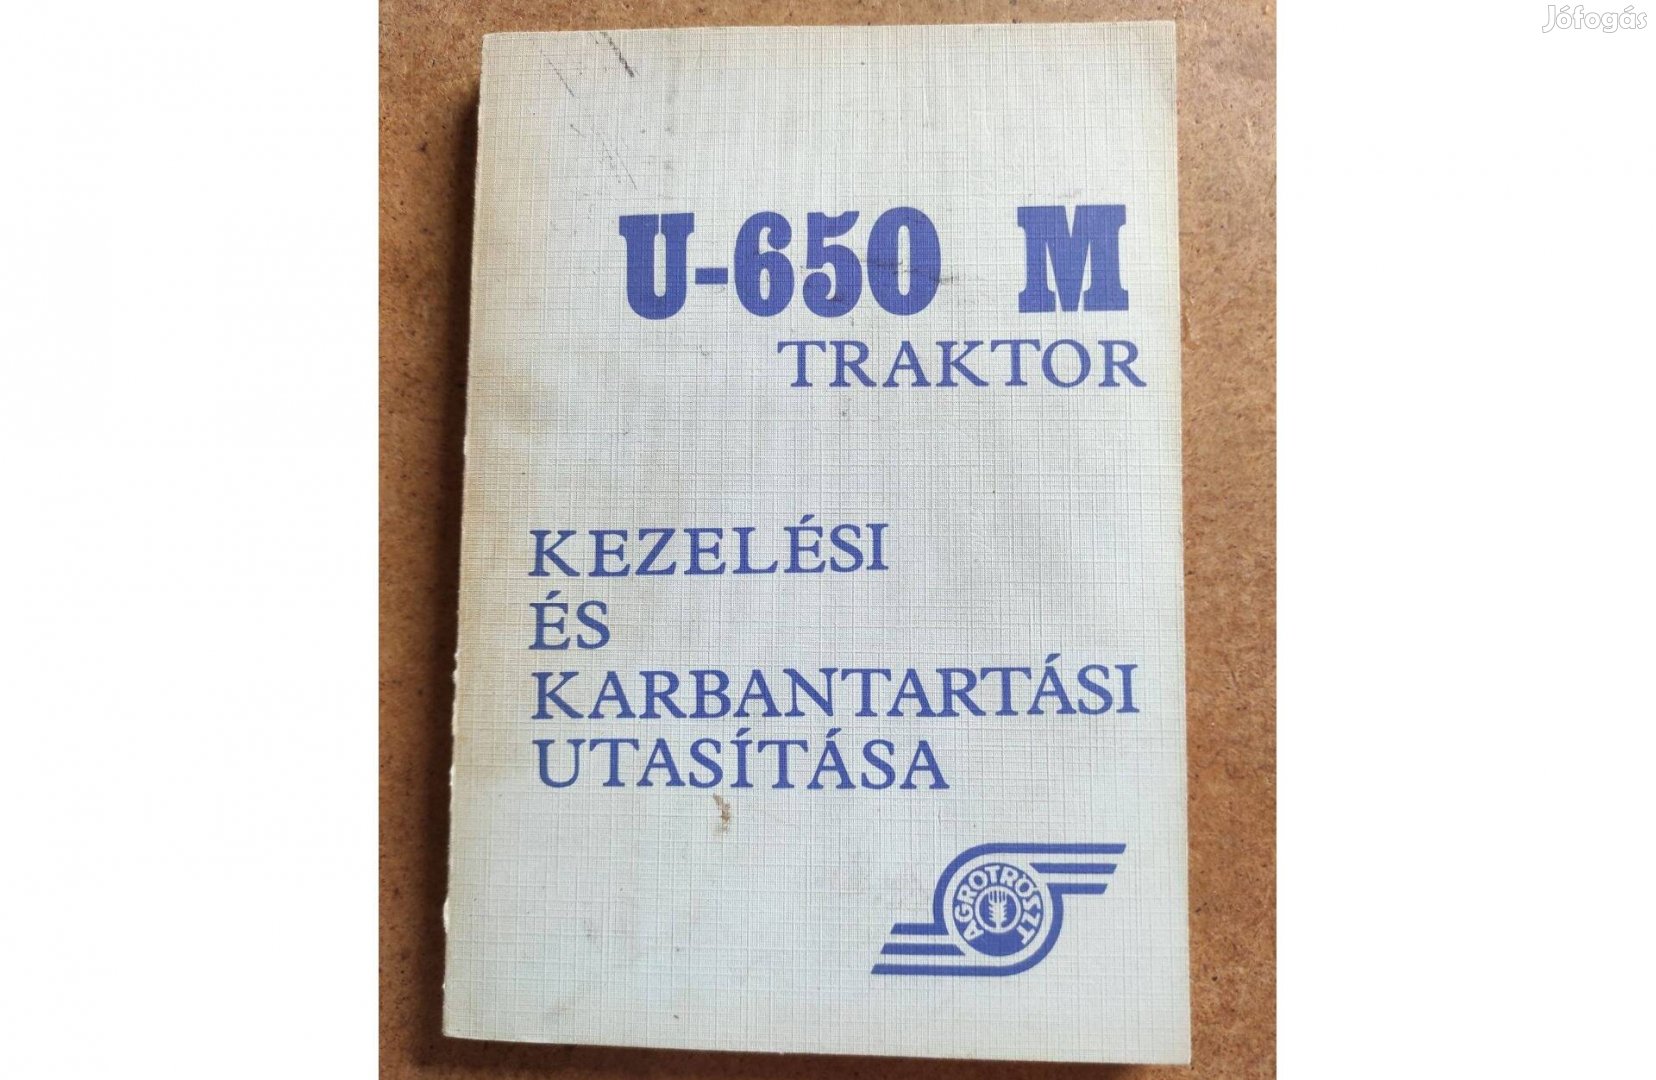 Jófogás
U-650 M
TRAKTOR
KEZELÉSI
ÉS
KARBANTARTÁSI
UTASÍTÁSA
AGROTRÖSZT